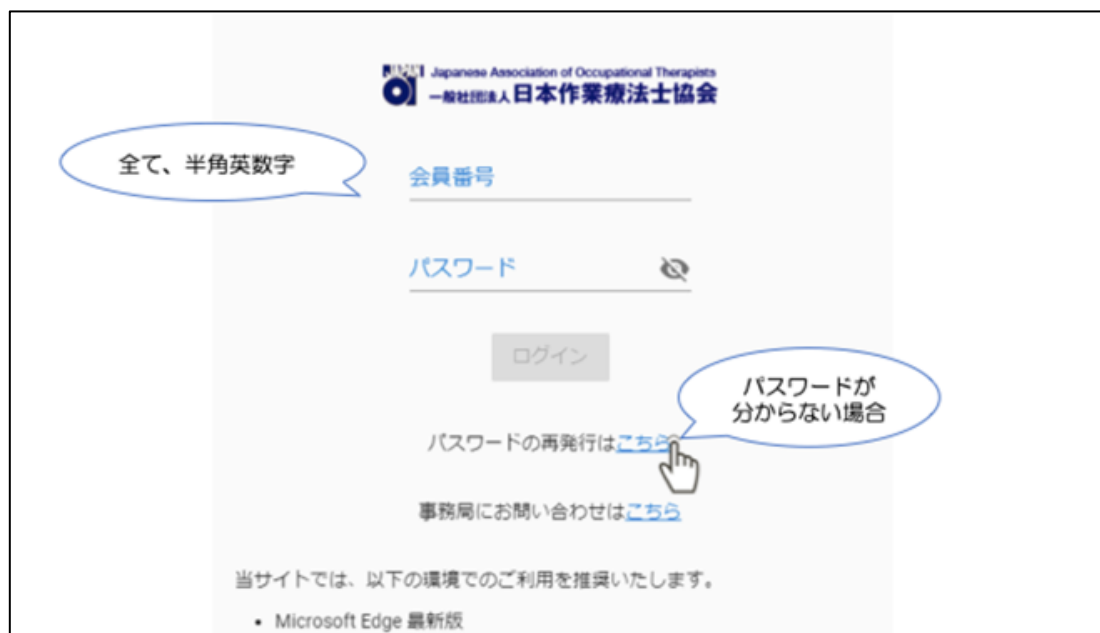 JAPAN
Japanese Association of Occupational Therapists
一般社団法人日本作業療法士協会
全て、半角英数字
会員番号
パスワード
ログイン
パスワードが
分からない場合
パスワードの再発行はこちら
事務局にお問い合わせはこちら
当サイトでは、以下の環境でのご利用を推奨いたします。
• Microsoft Edge 最新版